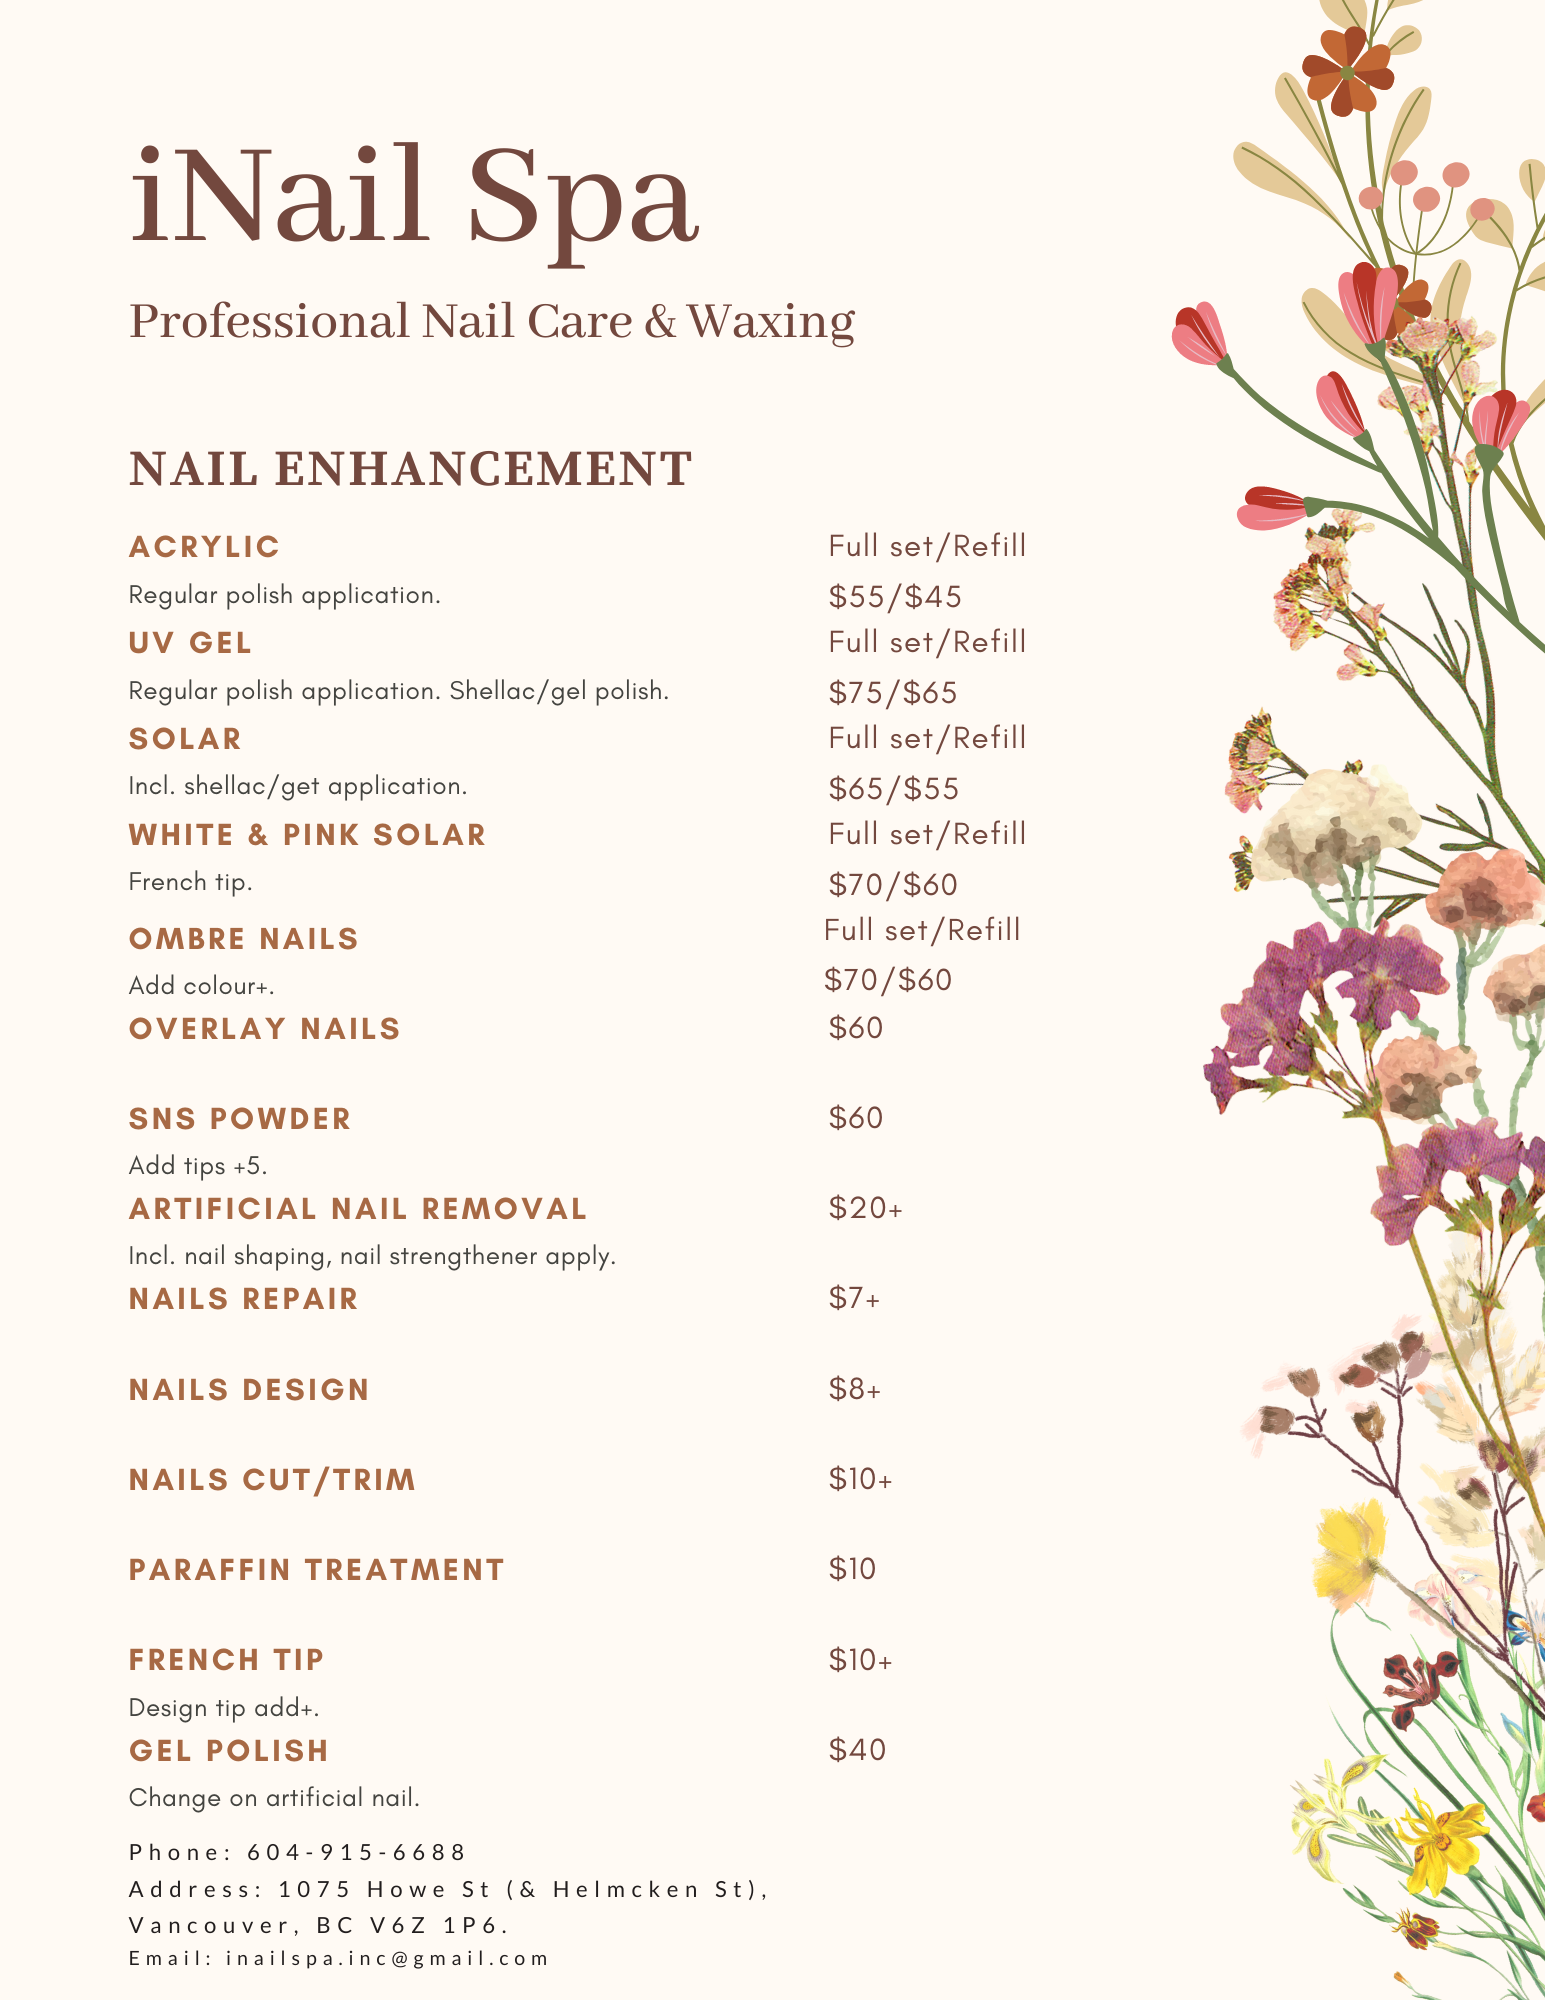 iNail Spa
Professional Nail Care & Waxing
NAIL ENHANCEMENT
ACRYLIC Full set/Refill
Regular polish application. $55/$45
UV GEL Full set/Refill
Regular polish application. Shellac/gel polish. $75/$65
SOLAR Full set/Refill
Incl. shellac/get application. $65/$55
WHITE & PINK SOLAR Full set/Refill
French tip. $70/$60
OMBRE NAILS Full set/Refill
Add colour+. $70/$60
OVERLAY NAILS $60
SNS POWDER $60
Add tips +5.
ARTIFICIAL NAIL REMOVAL $20+
Incl. nail shaping, nail strengthener apply.
NAILS REPAIR $7+
NAILS DESIGN $8+
NAILS CUT/TRIM $10+
PARAFFIN TREATMENT $10
FRENCH TIP $10+
Design tip add+.
GEL POLISH $40
Change on artificial nail.
Phone: 604-915-6688
Address: 1075 Howe St (& Helmcken St),
Vancouver, BC V6Z 1P6.
Email: inailspa.inc@gmail.com